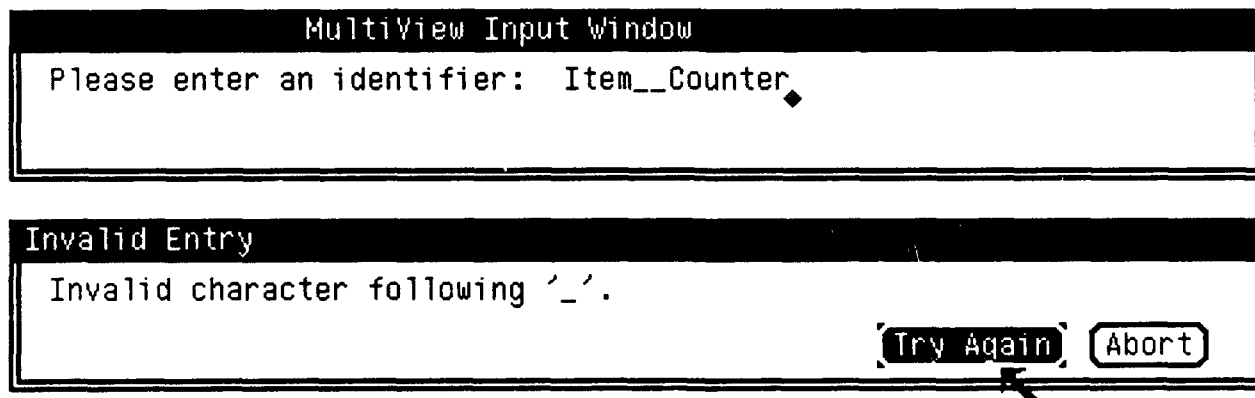 MultiView Input Window
Please enter an identifier: Item__Counter
Invalid Entry
Invalid character following '_'.
Try Again Abort